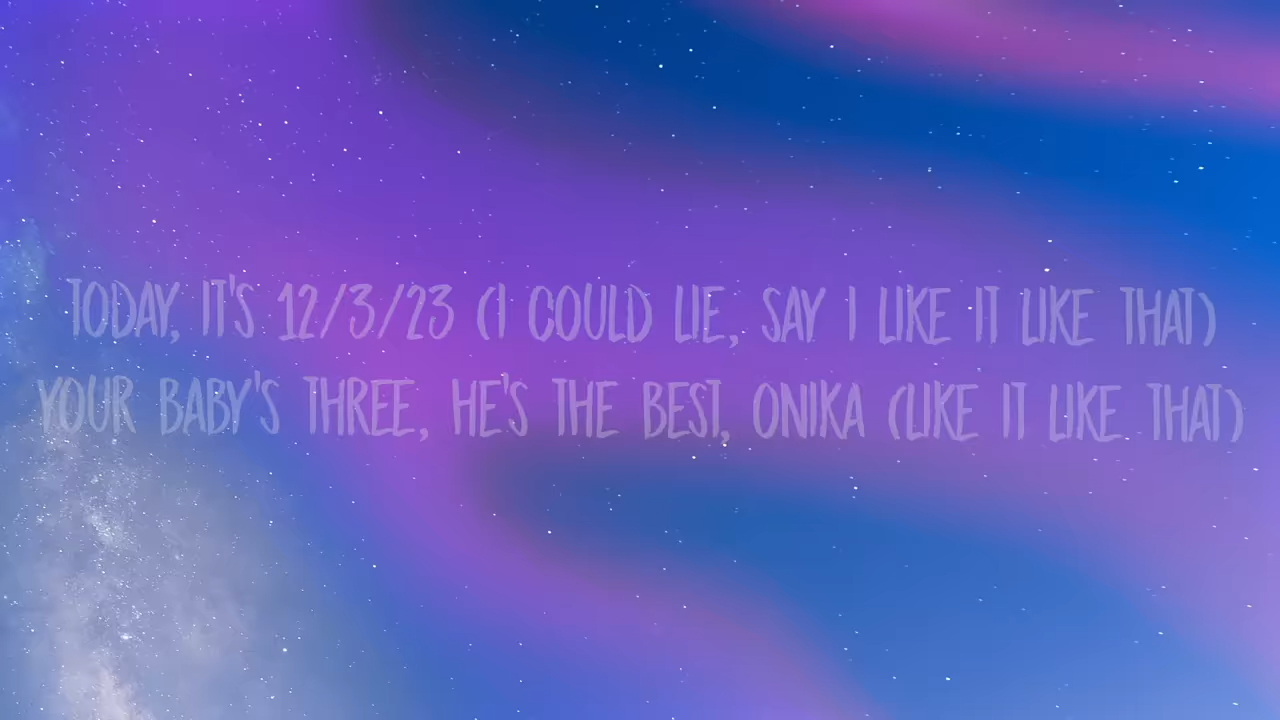 TODAY, IT'S 12/3/23 (I COULD LIE, SAY I LIKE IT LIKE THAT)
YOUR BABY'S THREE, HE'S THE BEST, ONIKA (LIKE IT LIKE THAT)